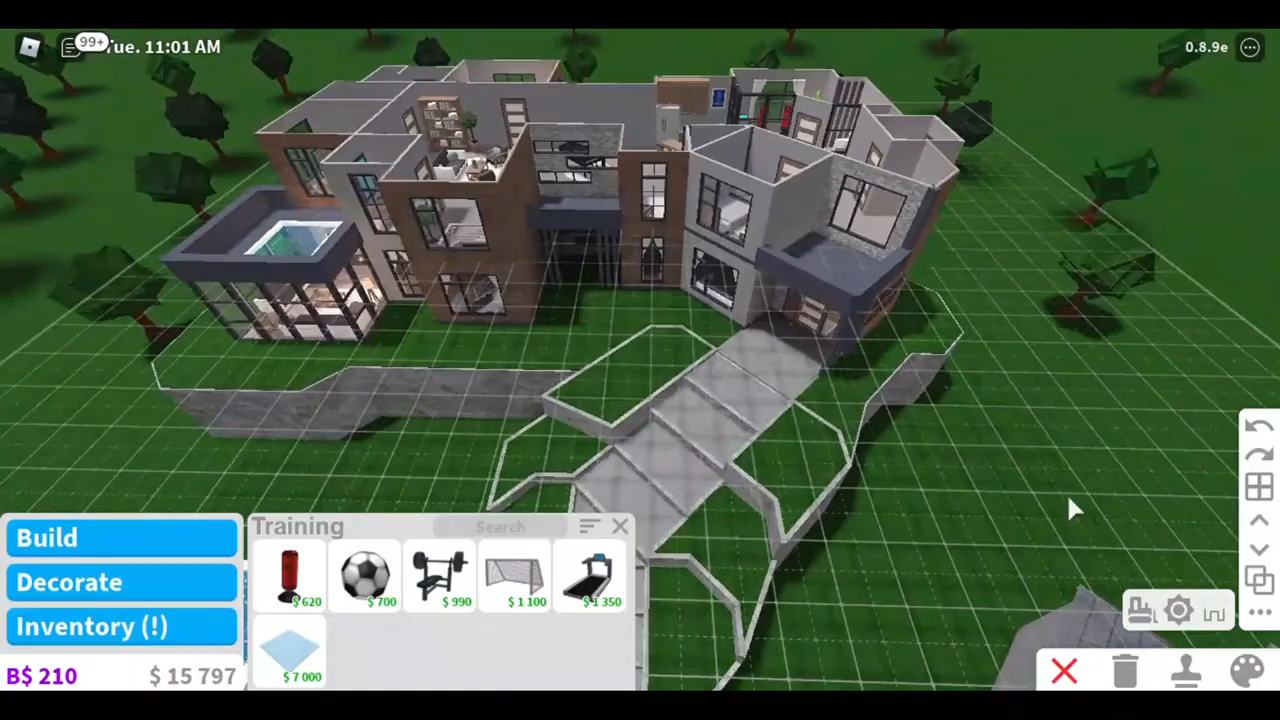 99+
Tue. 11:01 AM
0.8.9e
Build
Decorate
Inventory (!)
B$ 210
$ 15 797
Training
Search
$ 620
$ 700
$ 990
$ 1 100
$ 1 350
$ 7 000